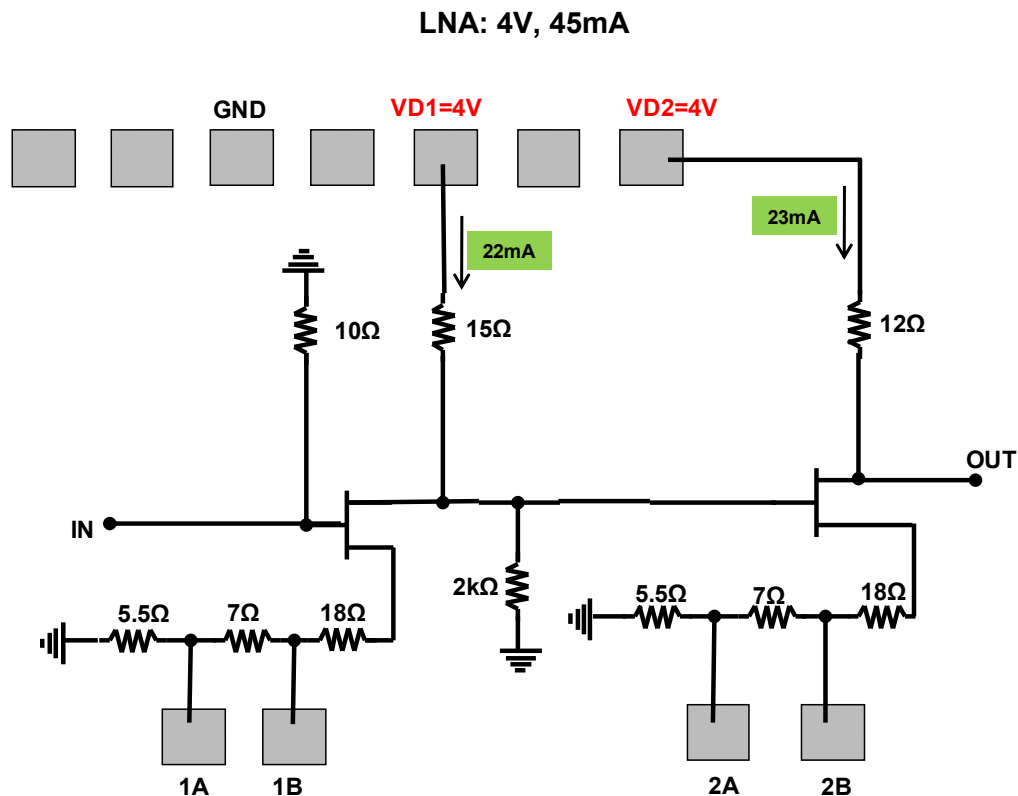 LNA: 4V, 45mA
GND
VD1=4V
VD2=4V
22mA
23mA
10Ω
15Ω
12Ω
IN
OUT
5.5Ω
7Ω
18Ω
2kΩ
5.5Ω
7Ω
18Ω
1A
1B
2A
2B